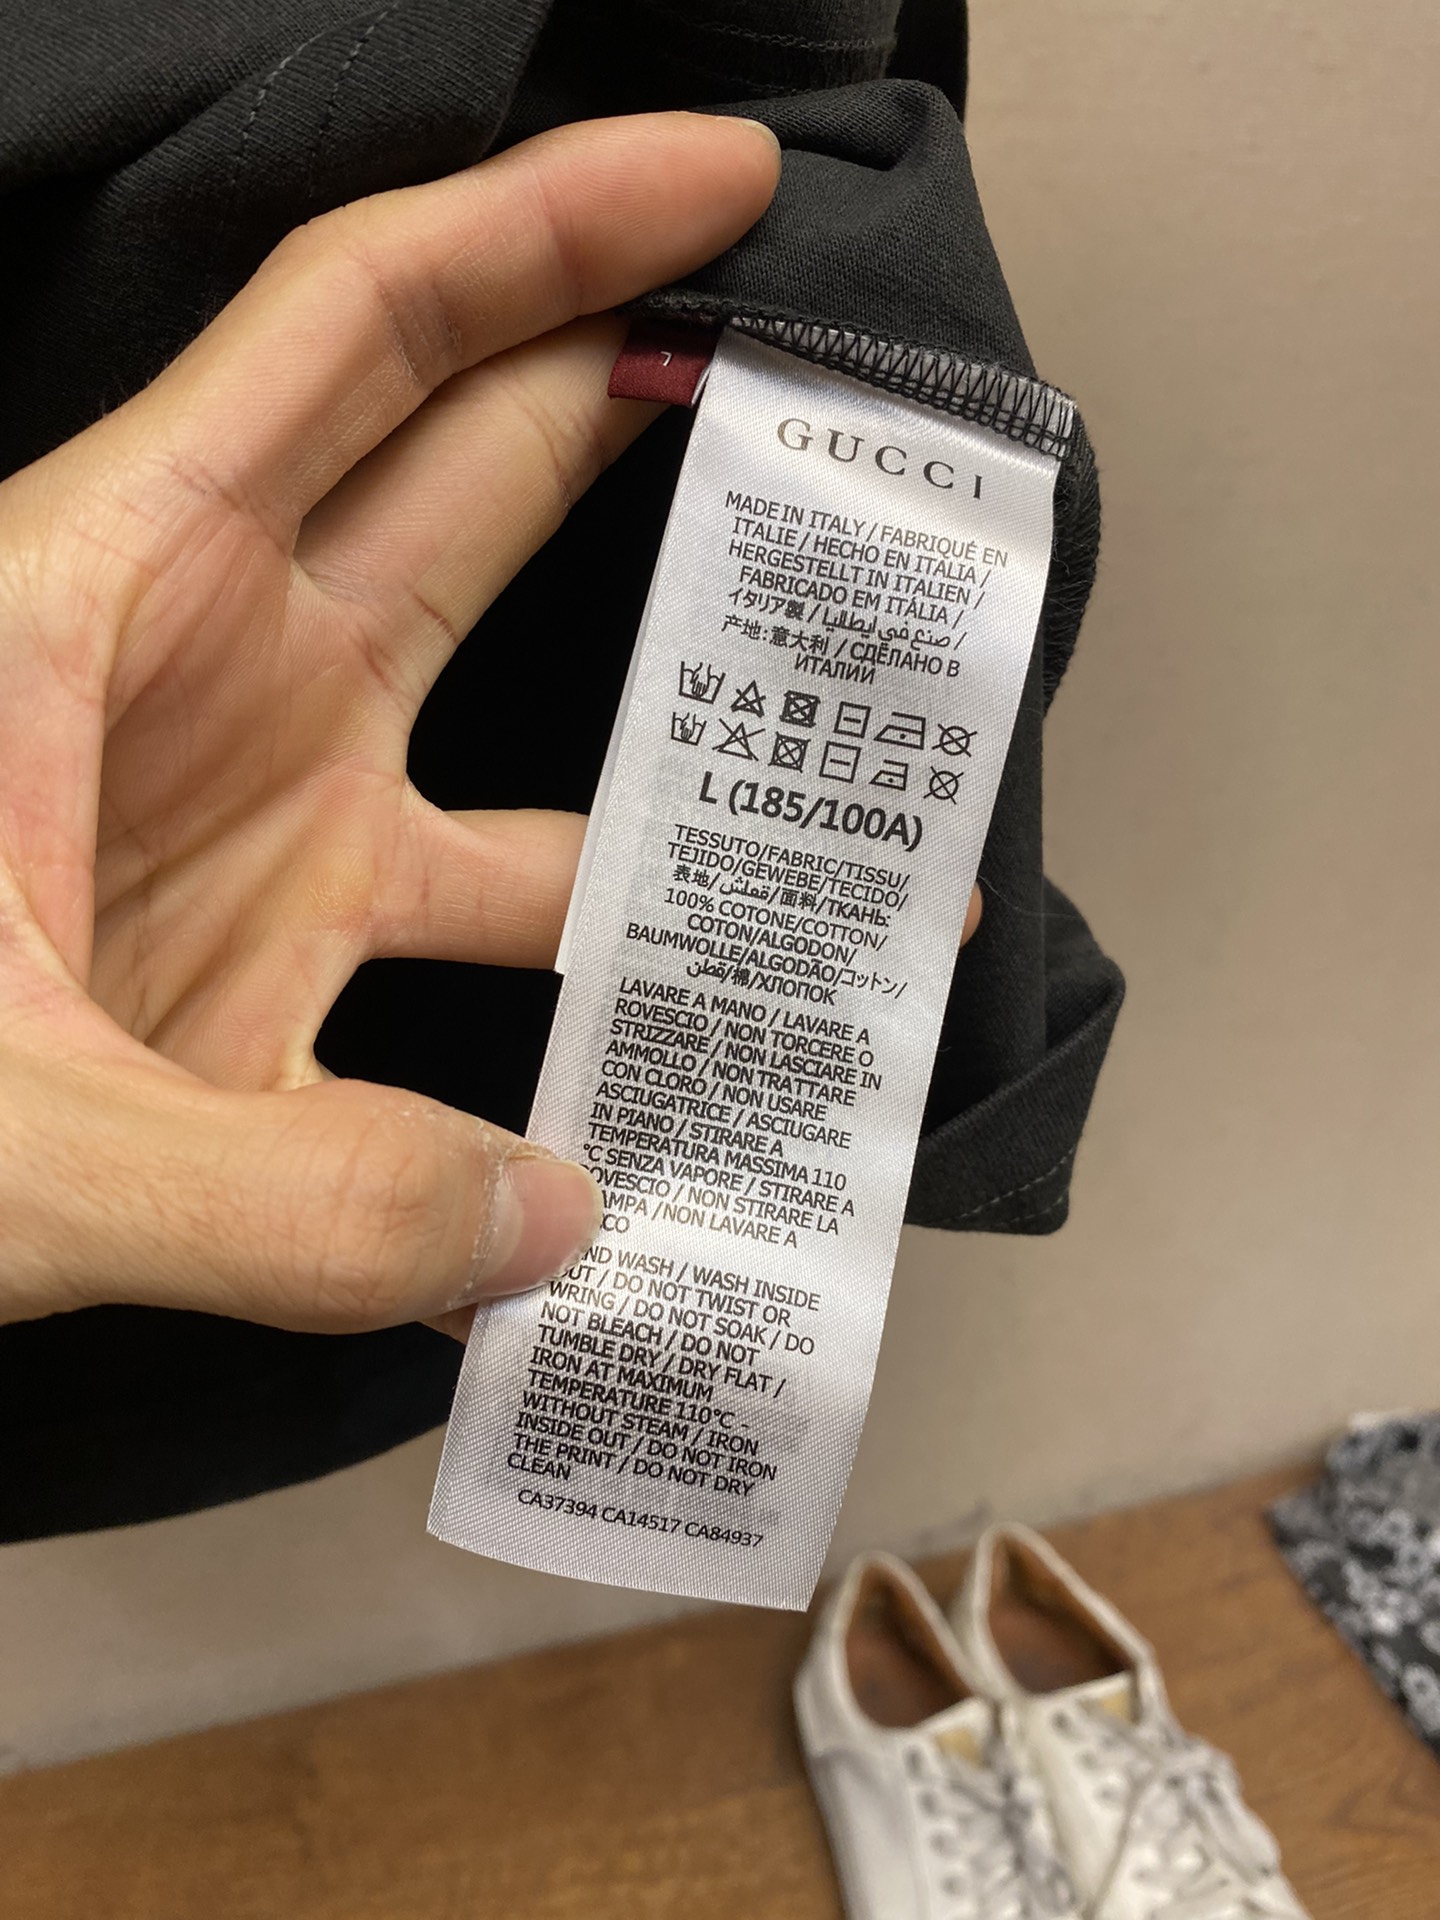 L
GUCCI
MADE IN ITALY / FABRIQUÉ EN
ITALIE / HECHO EN ITALIA /
HERGESTELLT IN ITALIEN /
FABRICADO EM ITÁLIA /
イタリア製 / صنع في ايطاليا /
产地:意大利 / СДЁЛАНО В
ИТАЛИИ
L (185/100A)
TESSUTO/FABRIC/TISSU/
TEJIDO/GEWEBE/TECIDO/
表地/قماش/面料/ТКАНЬ:
100% COTONE/COTTON/
COTON/ALGODON/
BAUMWOLLE/ALGODÃO/コットン/
قطن/棉/ХЛОПОК
LAVARE A MANO / LAVARE A
ROVESCIO / NON TORCERE O
STRIZZARE / NON LASCIARE IN
AMMOLLO / NON TRATTARE
CON CLORO / NON USARE
ASCIUGATRICE / ASCIUGARE
IN PIANO / STIRARE A
TEMPERATURA MASSIMA 110
°C SENZA VAPORE / STIRARE A
OVESCIO / NON STIRARE LA
AMPA /NON LAVARE A
CO
ND WASH / WASH INSIDE
OUT / DO NOT TWIST OR
WRING / DO NOT SOAK / DO
NOT BLEACH / DO NOT
TUMBLE DRY / DRY FLAT /
IRON AT MAXIMUM
TEMPERATURE 110°C -
WITHOUT STEAM / IRON
INSIDE OUT / DO NOT IRON
THE PRINT / DO NOT DRY
CLEAN
CA37394 CA14517 CA84937